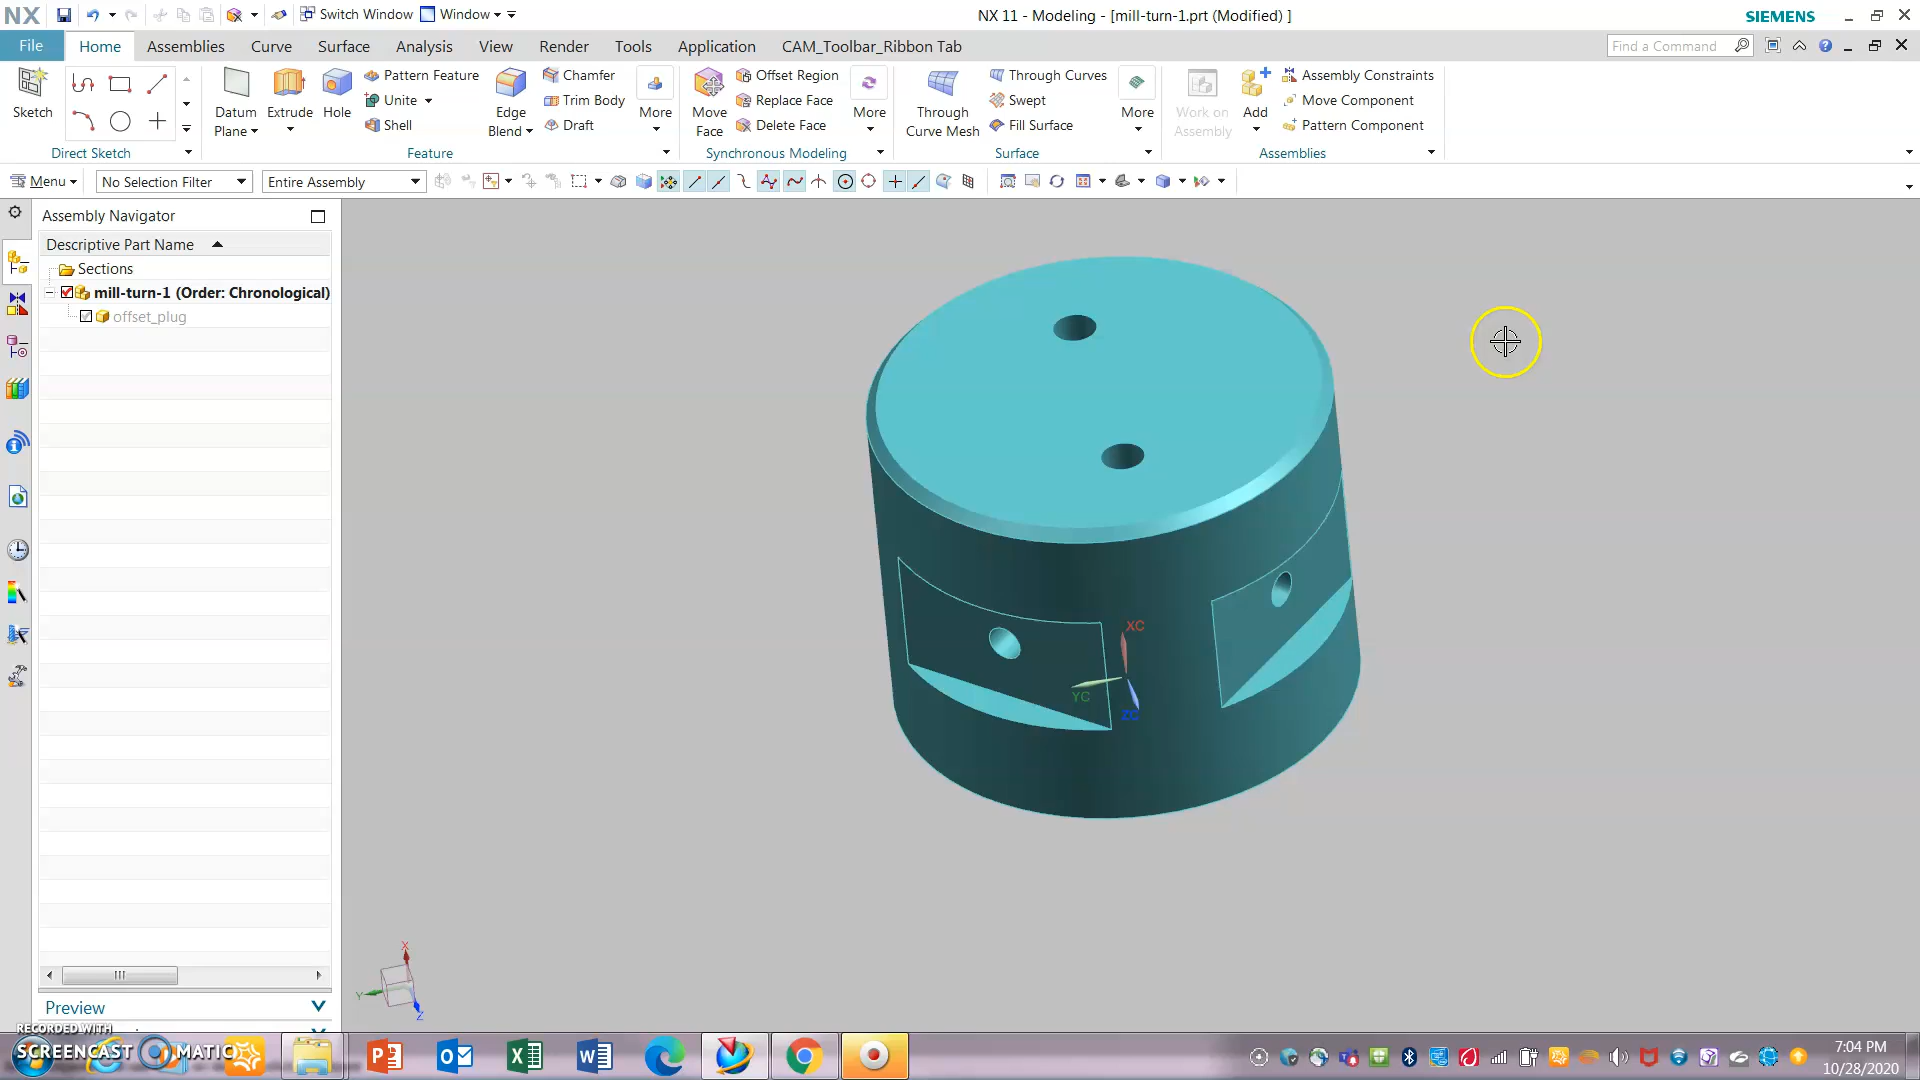 NX Switch Window Window NX 11 - Modeling - [mill-turn-1.prt (Modified) ] SIEMENS
File Home Assemblies Curve Surface Analysis View Render Tools Application CAM_Toolbar_Ribbon Tab Find a Command
Pattern Feature Chamfer Offset Region Through Curves Assembly Constraints
Sketch Datum Extrude Hole Unite Edge Trim Body More Move Replace Face More Through Swept More Work on Add Move Component
Plane Shell Blend Draft Face Delete Face Curve Mesh Fill Surface Assembly Pattern Component
Direct Sketch Feature Synchronous Modeling Surface Assemblies
Menu No Selection Filter Entire Assembly
Assembly Navigator
Descriptive Part Name
Sections
mill-turn-1 (Order: Chronological)
offset_plug
XC
YC
ZC
X
Y
Z
Preview
RECORDED WITH
SCREENCAST MATIC
7:04 PM
10/28/2020